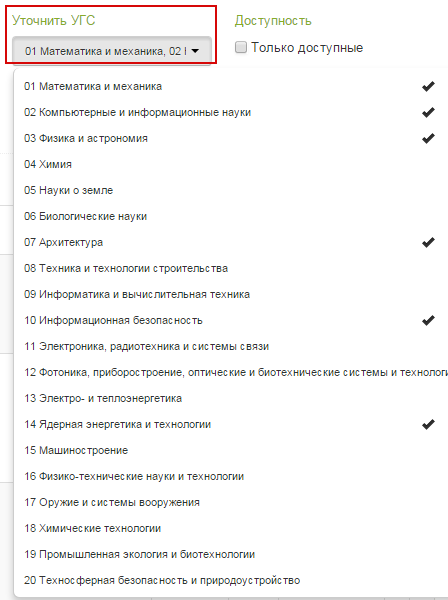 Уточнить УГС Доступность
01 Математика и механика, 02 Только доступные
01 Математика и механика
02 Компьютерные и информационные науки
03 Физика и астрономия
04 Химия
05 Науки о земле
06 Биологические науки
07 Архитектура
08 Техника и технологии строительства
09 Информатика и вычислительная техника
10 Информационная безопасность
11 Электроника, радиотехника и системы связи
12 Фотоника, приборостроение, оптические и биотехнические системы и технологи
13 Электро- и теплоэнергетика
14 Ядерная энергетика и технологии
15 Машиностроение
16 Физико-технические науки и технологии
17 Оружие и системы вооружения
18 Химические технологии
19 Промышленная экология и биотехнологии
20 Техносферная безопасность и природоустройство